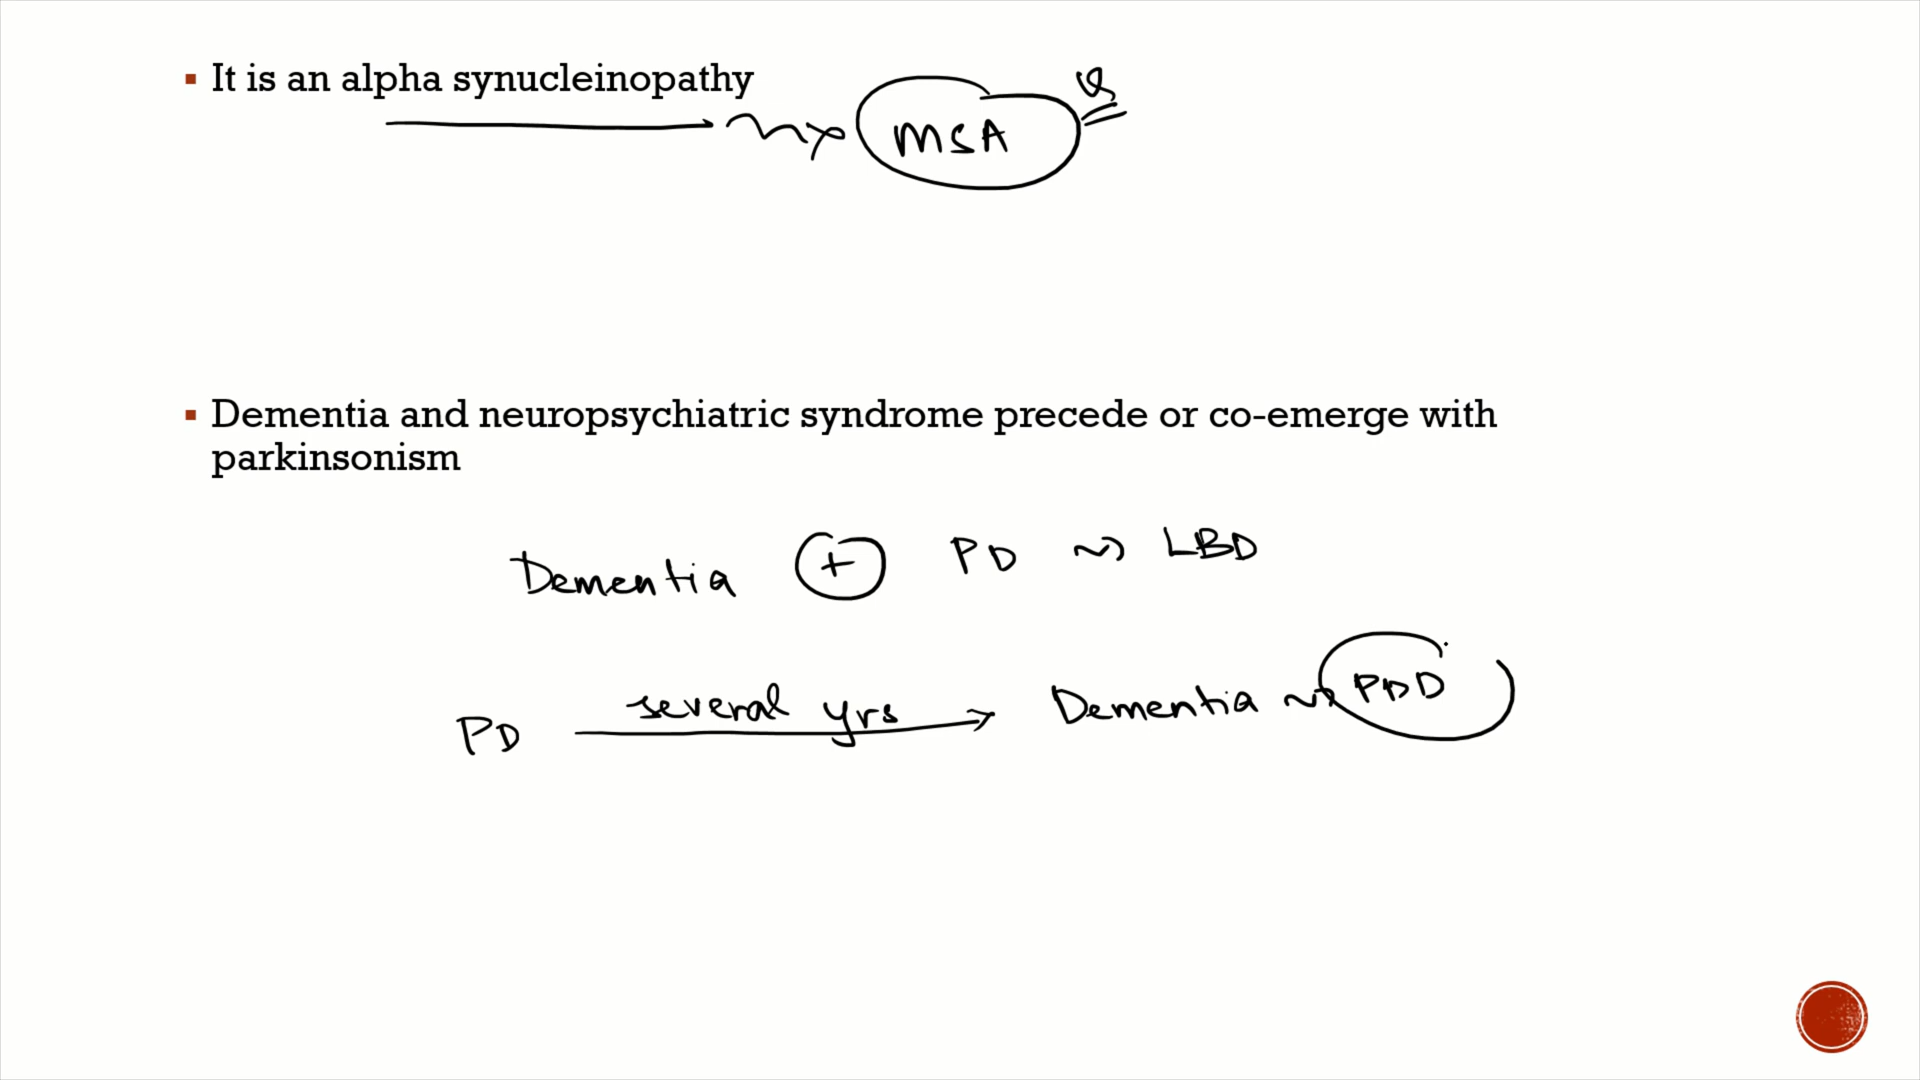 It is an alpha synucleinopathy
MSA
Dementia and neuropsychiatric syndrome precede or co-emerge with
parkinsonism
Dementia + PD LBD
PD several yrs → Dementia PDD